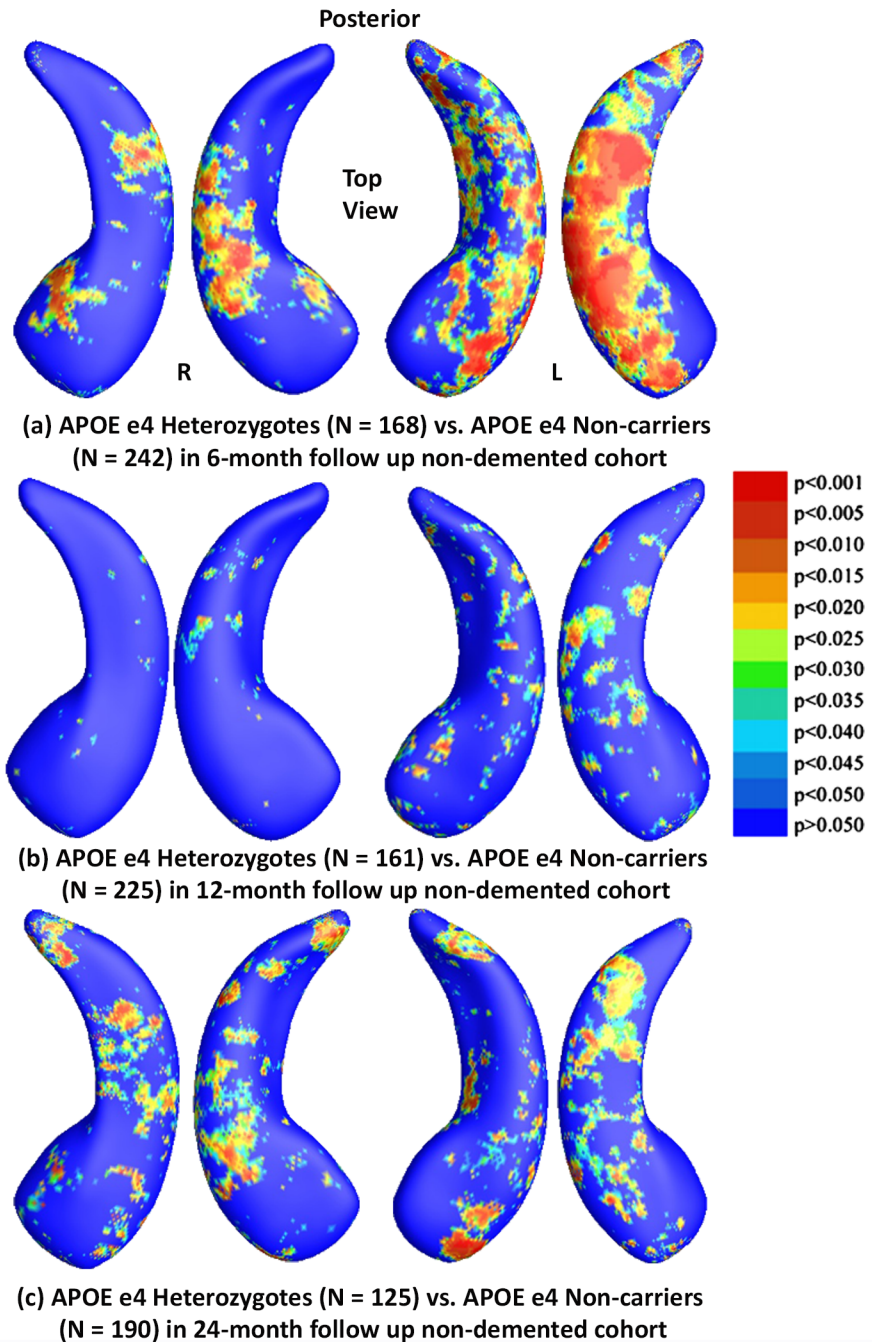 Posterior
Top
View
R
L
(a) APOE e4 Heterozygotes (N = 168) vs. APOE e4 Non-carriers
(N = 242) in 6-month follow up non-demented cohort
p<0.001
p<0.005
p<0.010
p<0.015
p<0.020
p<0.025
p<0.030
p<0.035
p<0.040
p<0.045
p<0.050
p>0.050
(b) APOE e4 Heterozygotes (N = 161) vs. APOE e4 Non-carriers
(N = 225) in 12-month follow up non-demented cohort
(c) APOE e4 Heterozygotes (N = 125) vs. APOE e4 Non-carriers
(N = 190) in 24-month follow up non-demented cohort